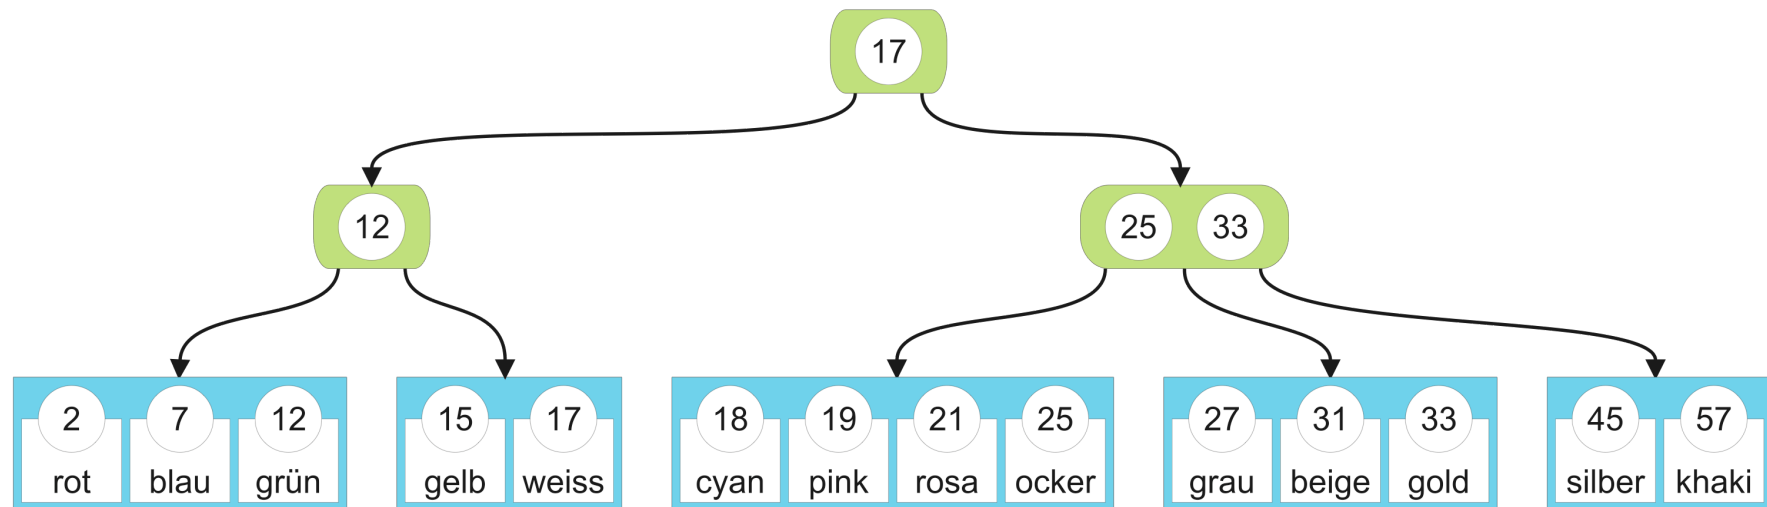 17
12
25 33
2 7 12 15 17 18 19 21 25 27 31 33 45 57
rot blau grün gelb weiss cyan pink rosa ocker grau beige gold silber khaki